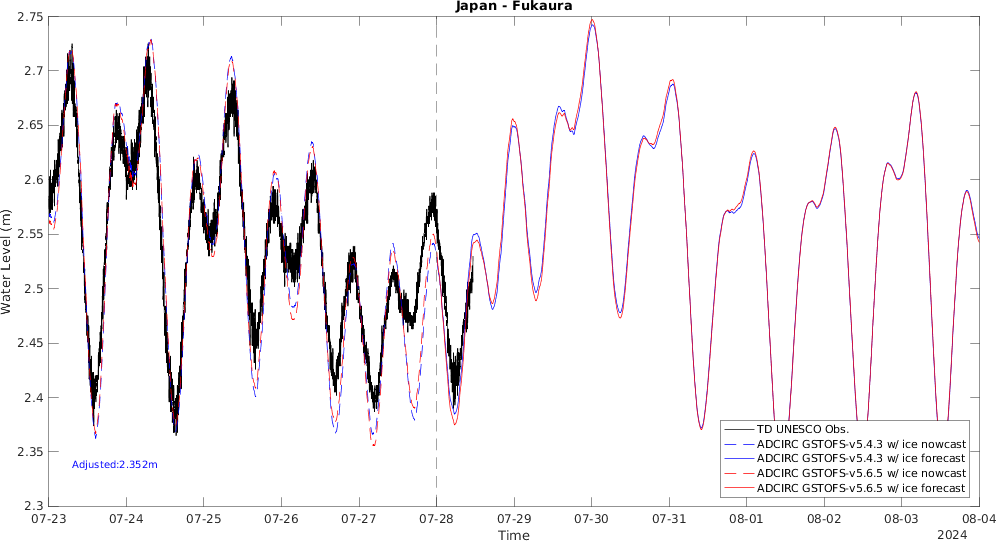 Japan - Fukaura
2.75
2.7
2.65
2.6
2.55
2.5
2.45
2.4
2.35
2.3
Water Level (m)
Adjusted:2.352m
TD UNESCO Obs.
ADCIRC GSTOFS-v5.4.3 w/ ice nowcast
ADCIRC GSTOFS-v5.4.3 w/ ice forecast
ADCIRC GSTOFS-v5.6.5 w/ ice nowcast
ADCIRC GSTOFS-v5.6.5 w/ ice forecast
07-23 07-24 07-25 07-26 07-27 07-28 07-29 07-30 07-31 08-01 08-02 08-03 08-04
Time
2024